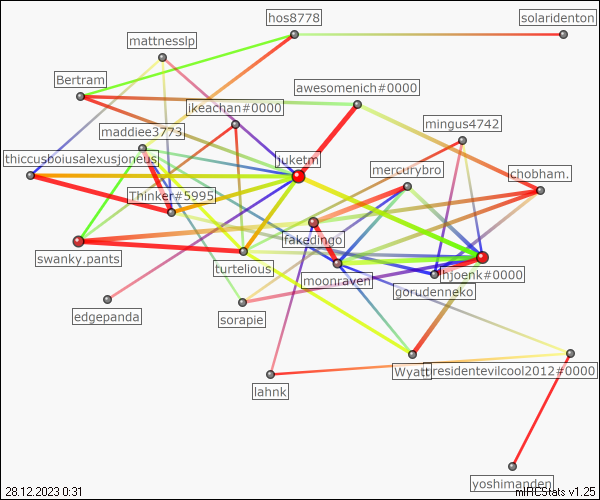 hos8778
solaridenton
mattnesslp
Bertram
awesomenich#0000
ikeachan#0000
mingus4742
maddiee3773
thiccusboiusalexusjoneus
juketm
mercurybro
chobham.
Thinker#5995
fakedingo
swanky.pants
turtelious
moonraven
hjoenk#0000
gorudenneko
edgepanda
sorapie
lahnk
Wyatt
residentevilcool2012#0000
yoshimanden
28.12.2023 0:31
mIRCStats v1.25